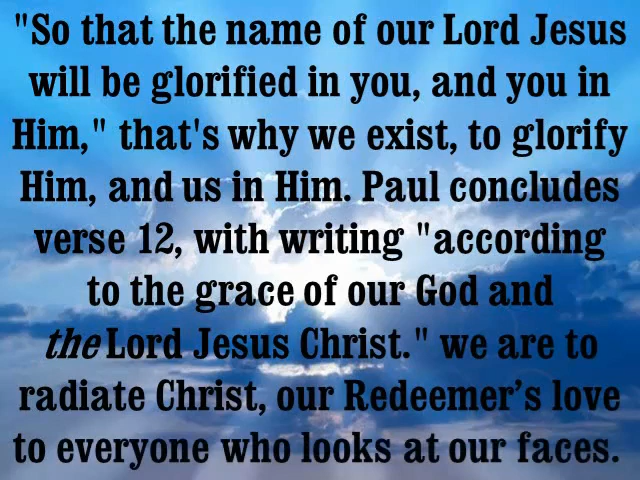 "So that the name of our Lord Jesus
will be glorified in you, and you in
Him," that's why we exist, to glorify
Him, and us in Him. Paul concludes
verse 12, with writing "according
to the grace of our God and
the Lord Jesus Christ." we are to
radiate Christ, our Redeemer’s love
to everyone who looks at our faces.